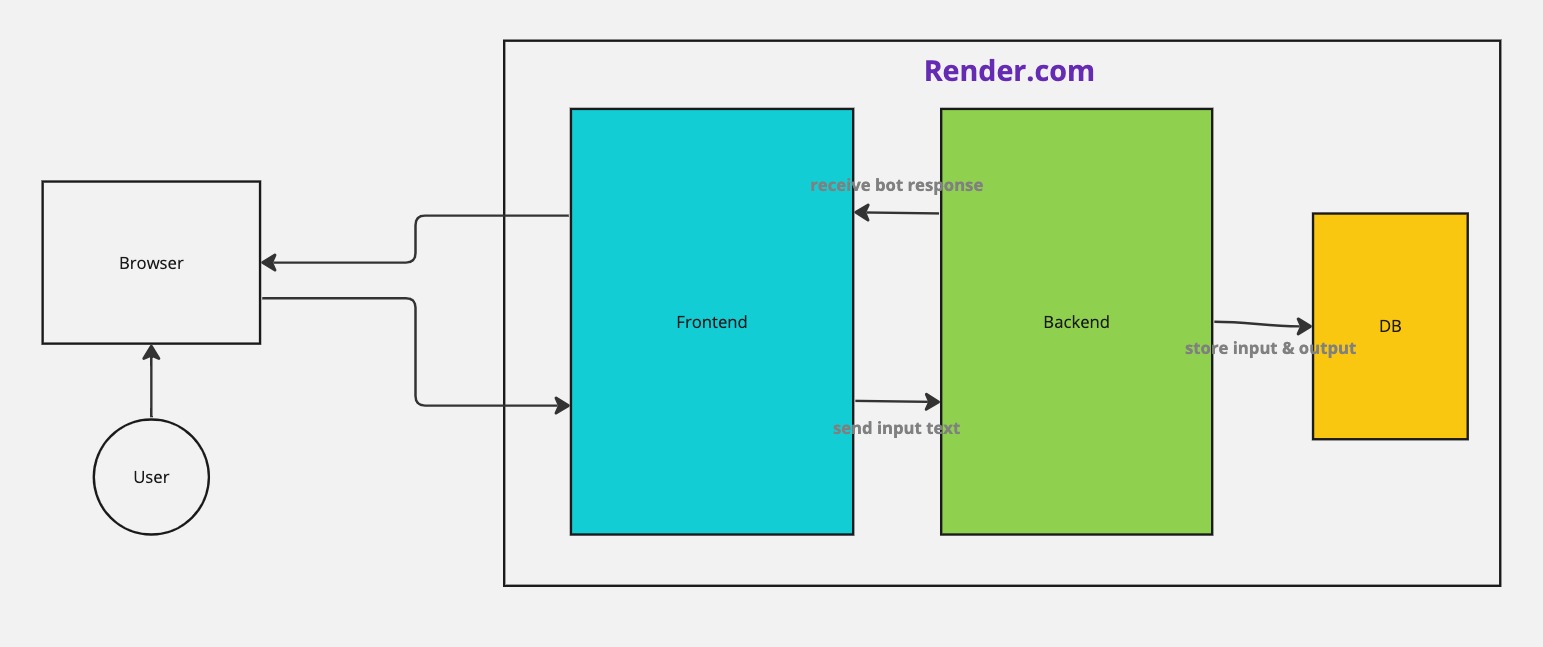 Render.com
receive bot response
Browser
Frontend
Backend
DB
store input & output
send input text
User